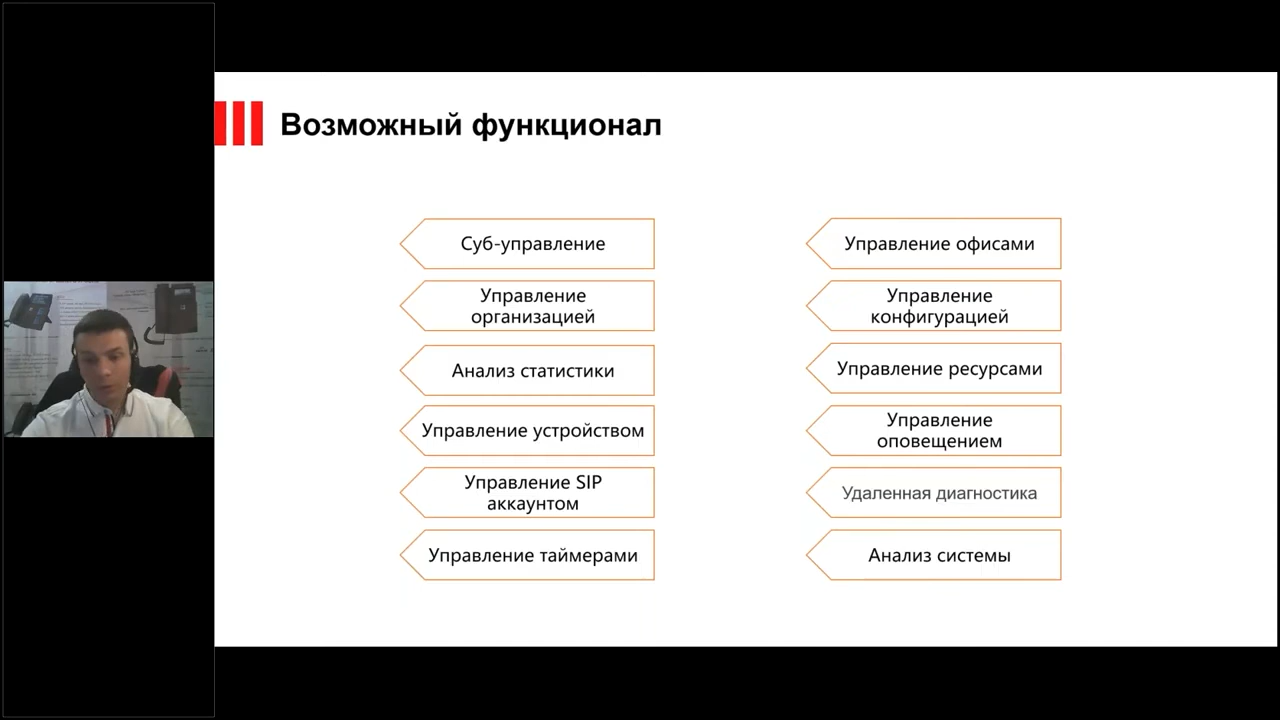 Возможный функционал
Суб-управление
Управление
организацией
Анализ статистики
Управление устройством
Управление SIP
аккаунтом
Управление таймерами
Управление офисами
Управление
конфигурацией
Управление ресурсами
Управление
оповещением
Удаленная диагностика
Анализ системы